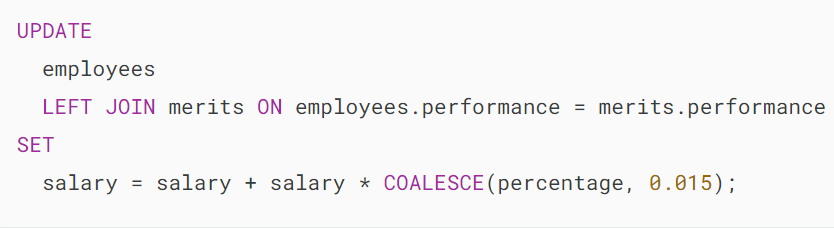 UPDATE
employees
LEFT JOIN merits ON employees.performance = merits.performance
SET
salary = salary + salary * COALESCE(percentage, 0.015);